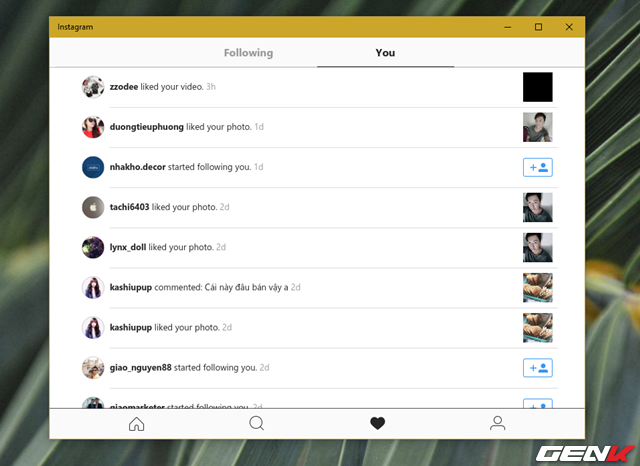 Instagram
Following You
zzodee liked your video. 3h
duongtieuphuong liked your photo. 1d
nhakho.decor started following you. 1d
tachi6403 liked your photo. 2d
lynx_doll liked your photo. 2d
kashiupup commented: Cái này đâu bán vậy a 2d
kashiupup liked your photo. 2d
giao_nguyen88 started following you. 2d
giaomarketer started following you. 2d
GENK